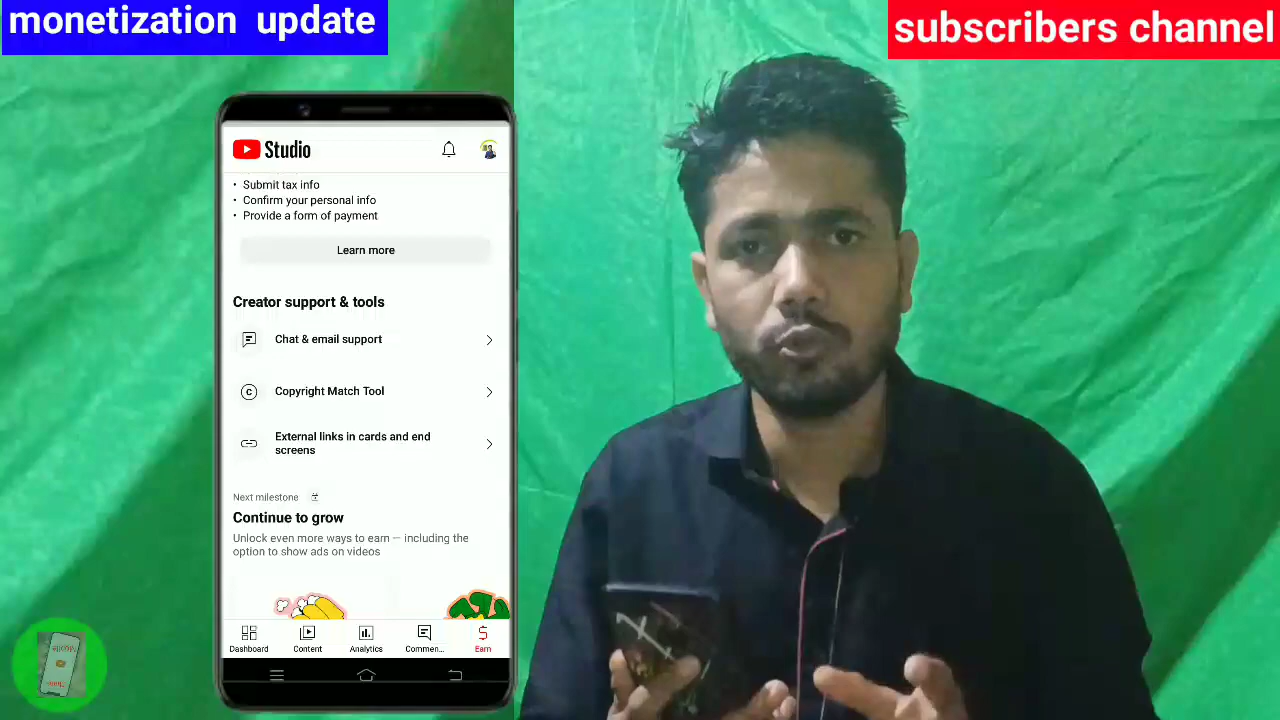 monetization update
subscribers channel
Studio
• Submit tax info
• Confirm your personal info
• Provide a form of payment
Learn more
Creator support & tools
Chat & email support
Copyright Match Tool
External links in cards and end
screens
Next milestone
Continue to grow
Unlock even more ways to earn — including the
option to show ads on videos
Dashboard
Content
Analytics
Commen...
Earn